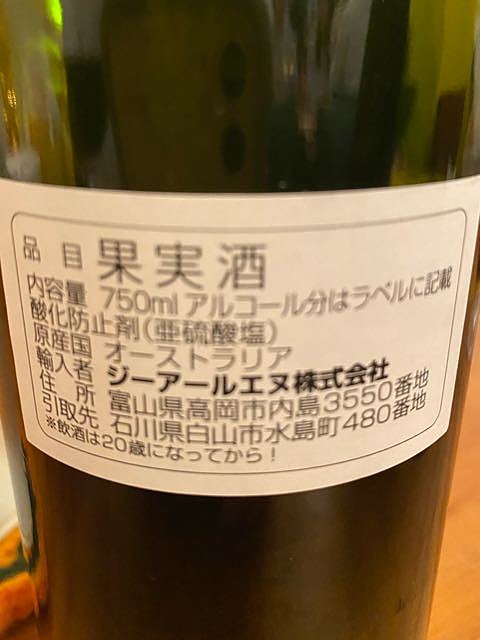 品目 果実酒
内容量 750ml アルコール分はラベルに記載
酸化防止剤(亜硫酸塩)
原産国 オーストラリア
輸入者 ジーアールエヌ株式会社
住所 富山県高岡市内島3550番地
引取先 石川県白山市水島町480番地
※飲酒は20歳になってから!